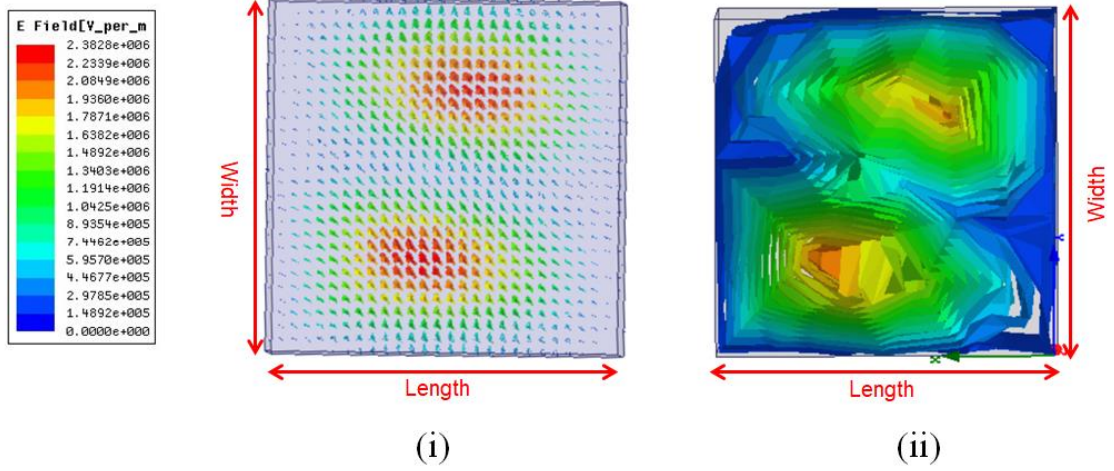 E Field[V_per_m
2.3828e+006
2.2339e+006
2.0849e+006
1.9360e+006
1.7871e+006
1.6382e+006
1.4892e+006
1.3403e+006
1.1914e+006
1.0425e+006
8.9354e+005
7.4462e+005
5.9570e+005
4.4677e+005
2.9785e+005
1.4892e+005
0.0000e+000
Width
Length
(i)
Width
Length
(ii)